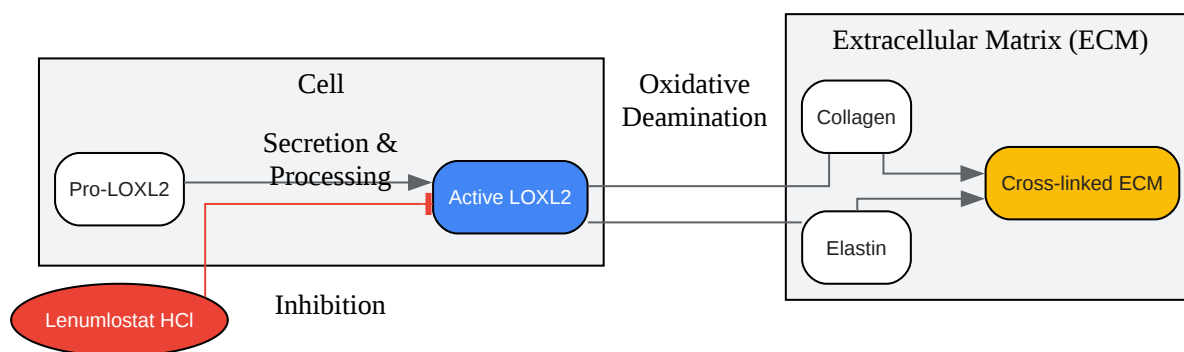 Extracellular Matrix (ECM)
Cell
Oxidative
Deamination
Collagen
Secretion &
Processing
Pro-LOXL2
Active LOXL2
Cross-linked ECM
Elastin
Inhibition
Lenumlostat HCl